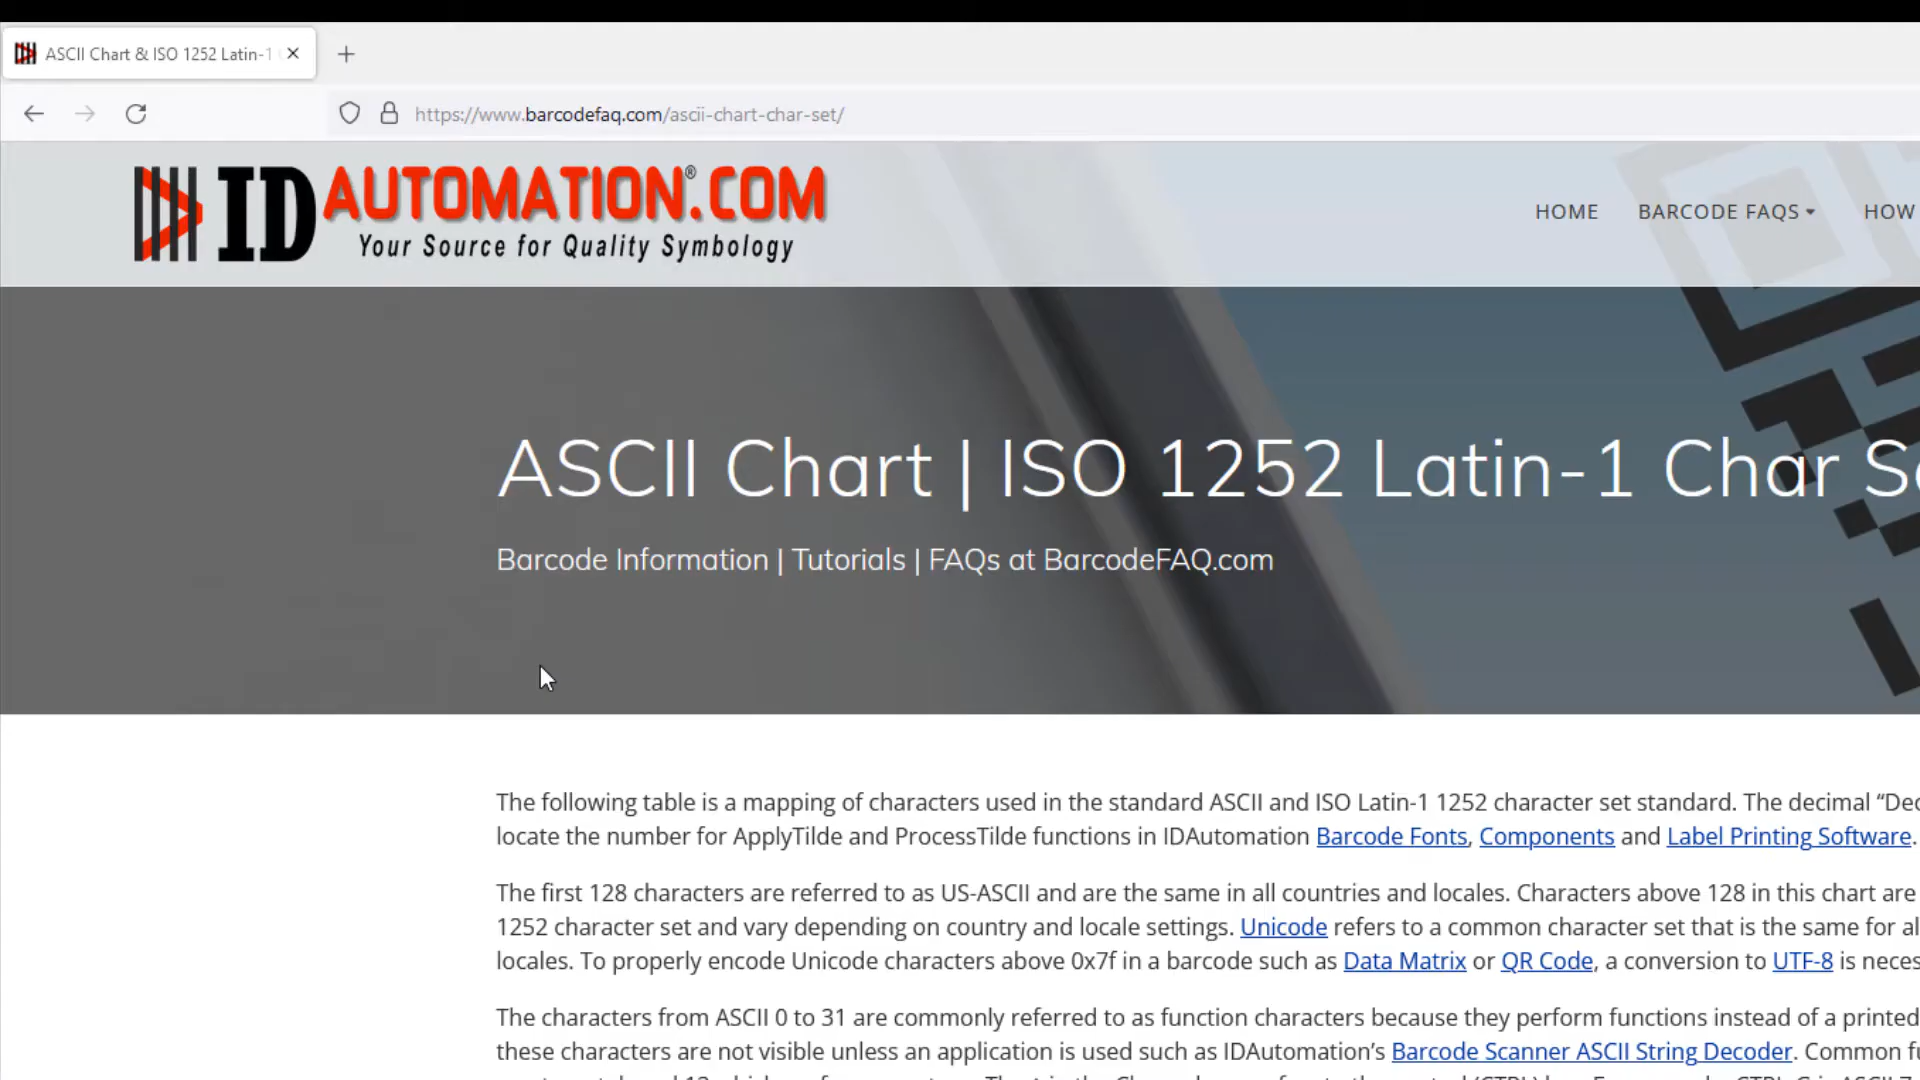 ASCII Chart & ISO 1252 Latin-1
https://www.barcodefaq.com/ascii-chart-char-set/
IDAUTOMATION®.COM
Your Source for Quality Symbology
HOME BARCODE FAQS HOW
ASCII Chart | ISO 1252 Latin-1 Char
Barcode Information | Tutorials | FAQs at BarcodeFAQ.com
The following table is a mapping of characters used in the standard ASCII and ISO Latin-1 1252 character set standard. The decimal “Dec
locate the number for ApplyTilde and ProcessTilde functions in IDAutomation Barcode Fonts, Components and Label Printing Software.
The first 128 characters are referred to as US-ASCII and are the same in all countries and locales. Characters above 128 in this chart are
1252 character set and vary depending on country and locale settings. Unicode refers to a common character set that is the same for al
locales. To properly encode Unicode characters above 0x7f in a barcode such as Data Matrix or QR Code, a conversion to UTF-8 is neces
The characters from ASCII 0 to 31 are commonly referred to as function characters because they perform functions instead of a printed
these characters are not visible unless an application is used such as IDAutomation’s Barcode Scanner ASCII String Decoder. Common fu